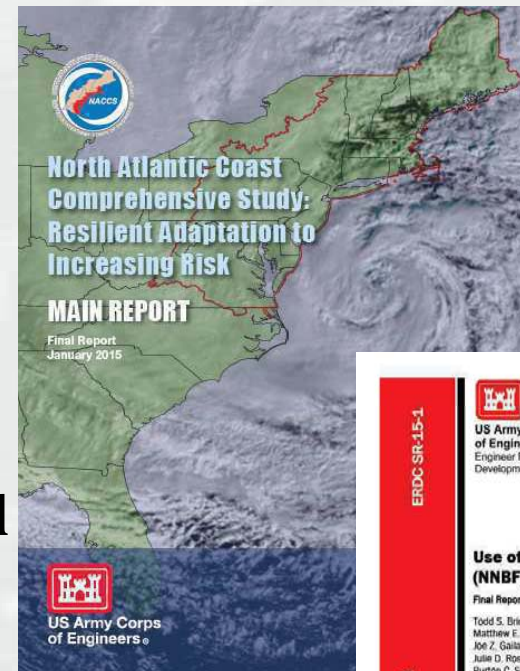 NACCS
North Atlantic Coast
Comprehensive Study:
Resilient Adaptation to
Increasing Risk
MAIN REPORT
Final Report
January 2015
US Army Corps
of Engineers®
ERDC SR-15-1
US Army
of Engin
Engineer
Developm
Use of
(NNBF
Final Repor
Todd S. Bri
Matthew E.
Joe Z. Gaila
Julie D. Ro